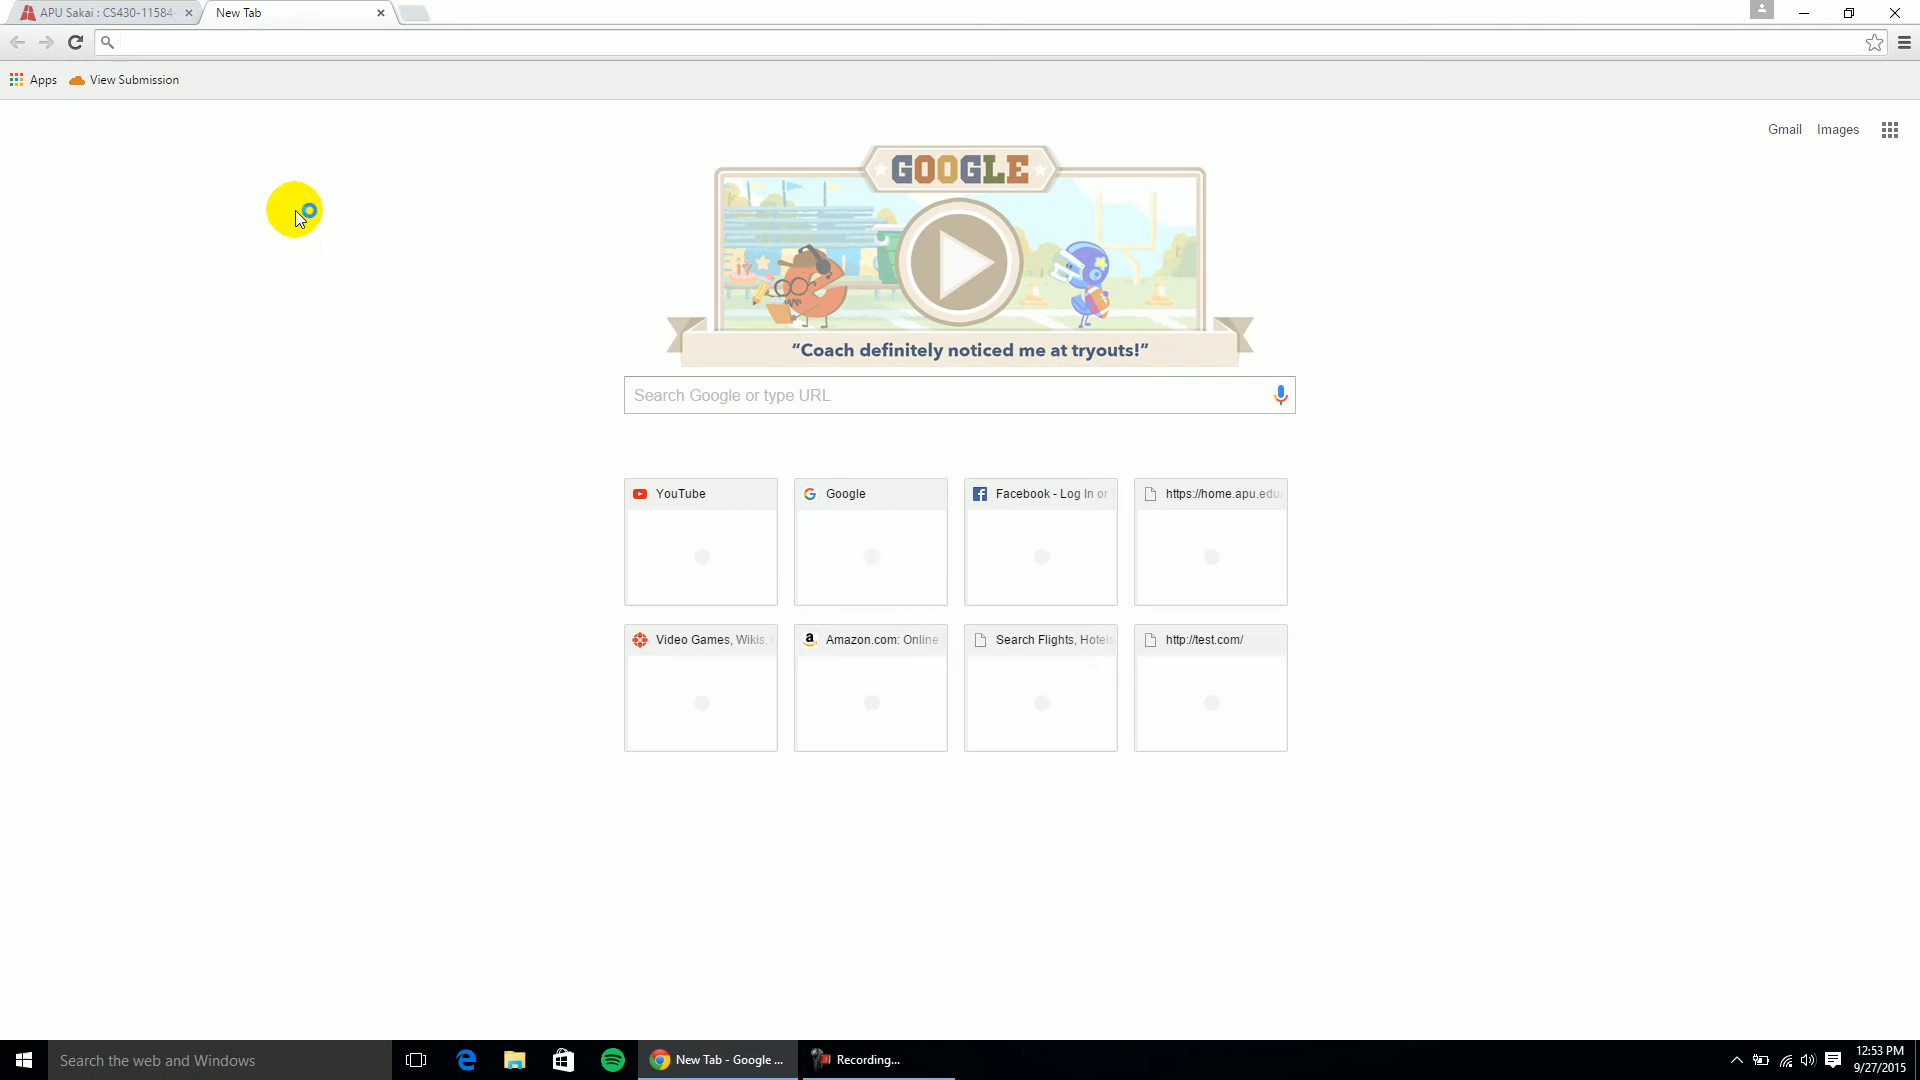 APU Sakai : CS430-11584-
New Tab
Apps
View Submission
Gmail
Images
GOOGLE
17
"Coach definitely noticed me at tryouts!"
Search Google or type URL
YouTube
Google
Facebook - Log In or
https://home.apu.edu/
Video Games, Wikis,
Amazon.com: Online
Search Flights, Hotels
http://test.com/
Search the web and Windows
New Tab - Google ...
Recording...
12:53 PM
9/27/2015